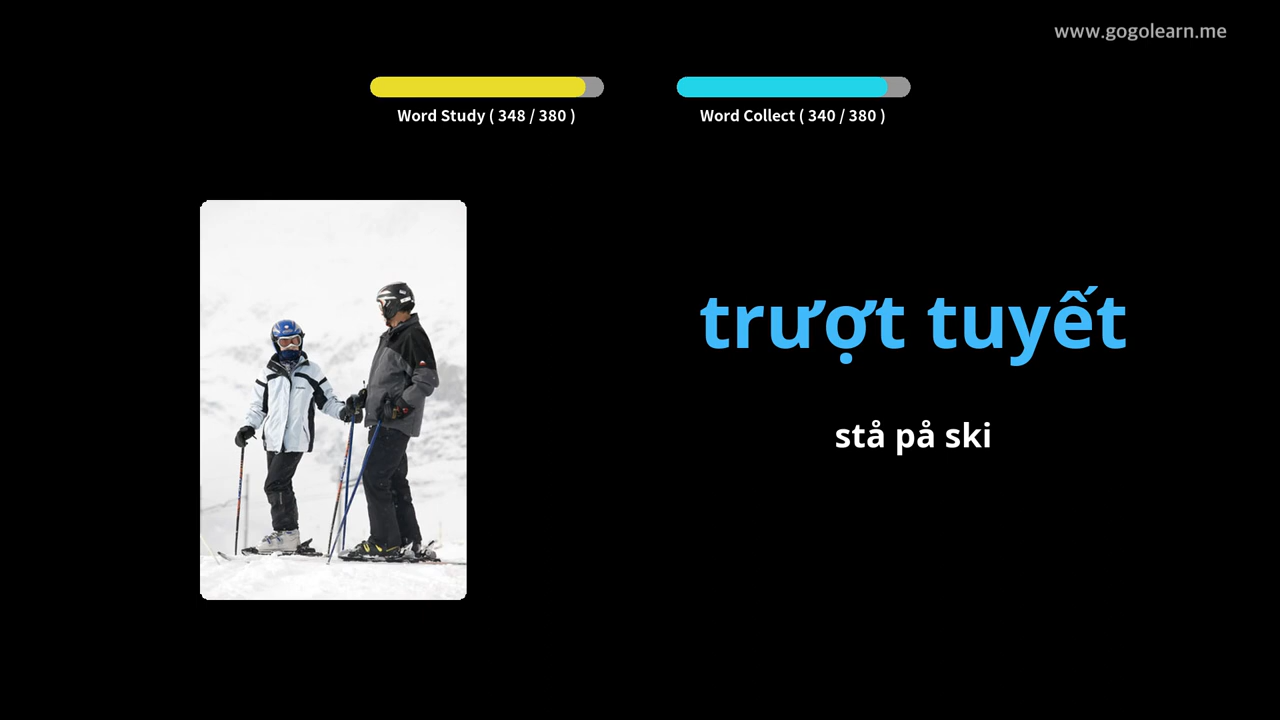 www.gogolearn.me
Word Study ( 348 / 380 )
Word Collect ( 340 / 380 )
trượt tuyết
stå på ski